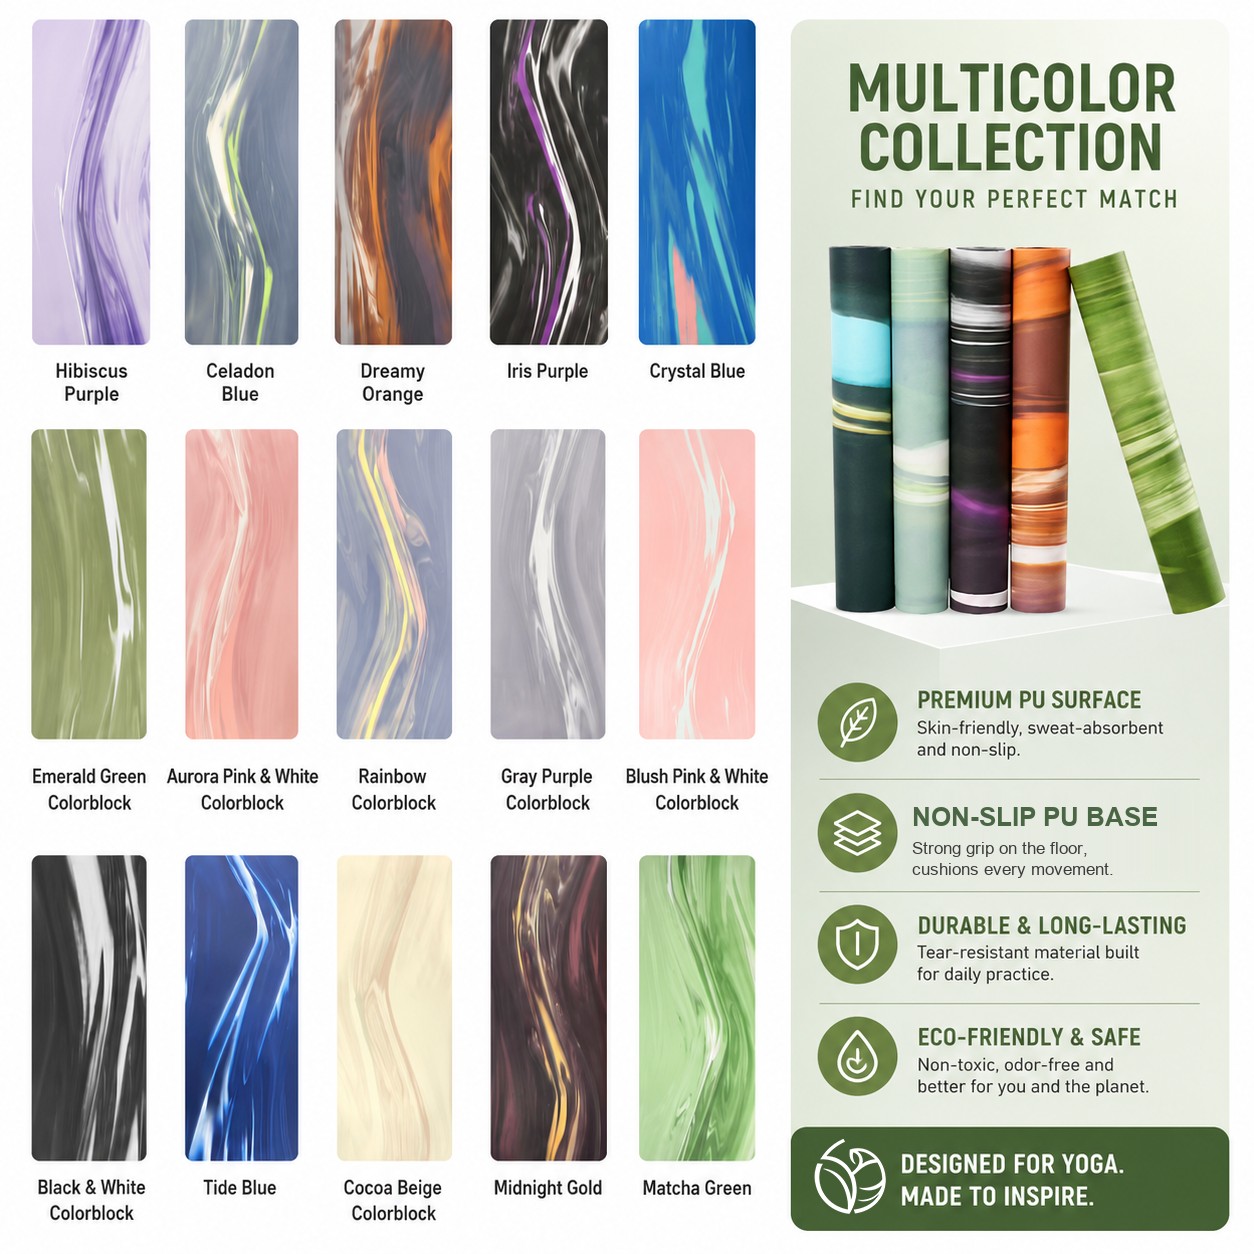 Hibiscus
Purple
Celadon
Blue
Dreamy
Orange
Iris Purple
Crystal Blue
Emerald Green
Colorblock
Aurora Pink & White
Colorblock
Rainbow
Colorblock
Gray Purple
Colorblock
Blush Pink & White
Colorblock
Black & White
Colorblock
Tide Blue
Cocoa Beige
Colorblock
Midnight Gold
Matcha Green
MULTICOLOR
COLLECTION
FIND YOUR PERFECT MATCH
PREMIUM PU SURFACE
Skin-friendly, sweat-absorbent
and non-slip.
NON-SLIP PU BASE
Strong grip on the floor,
cushions every movement.
DURABLE & LONG-LASTING
Tear-resistant material built
for daily practice.
ECO-FRIENDLY & SAFE
Non-toxic, odor-free and
better for you and the planet.
DESIGNED FOR YOGA.
MADE TO INSPIRE.